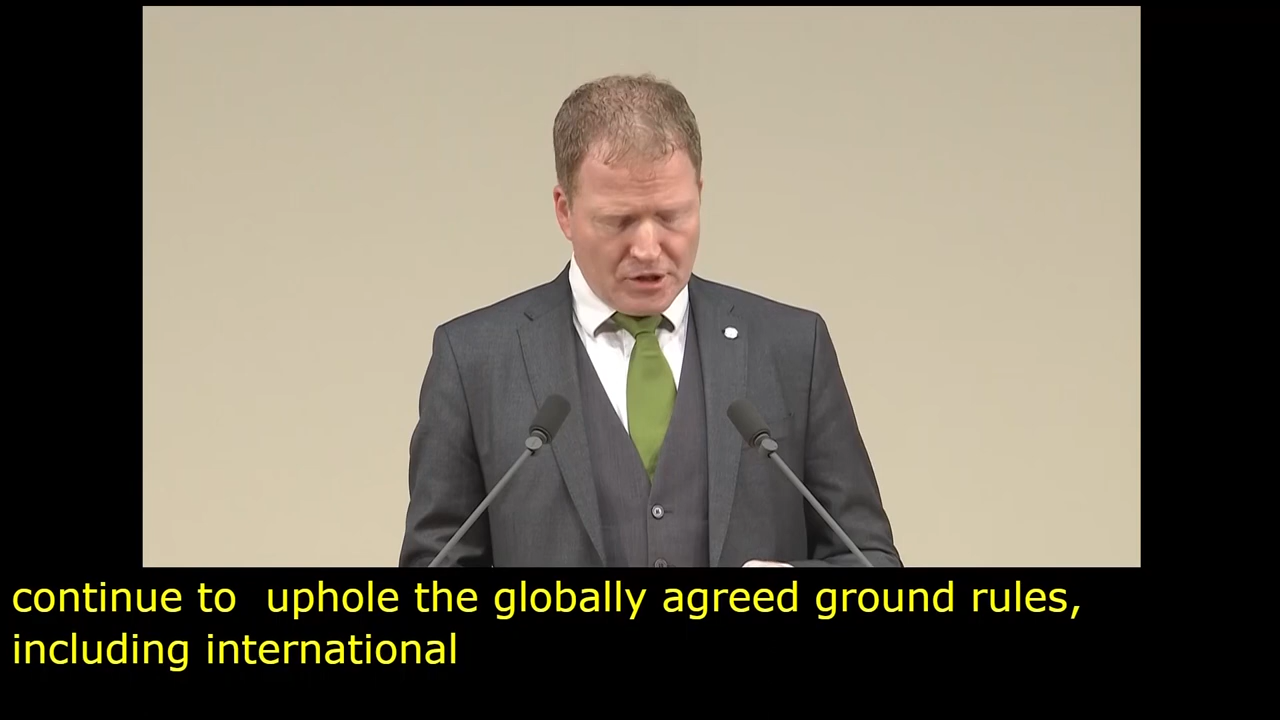 continue to  uphole the globally agreed ground rules,
including international